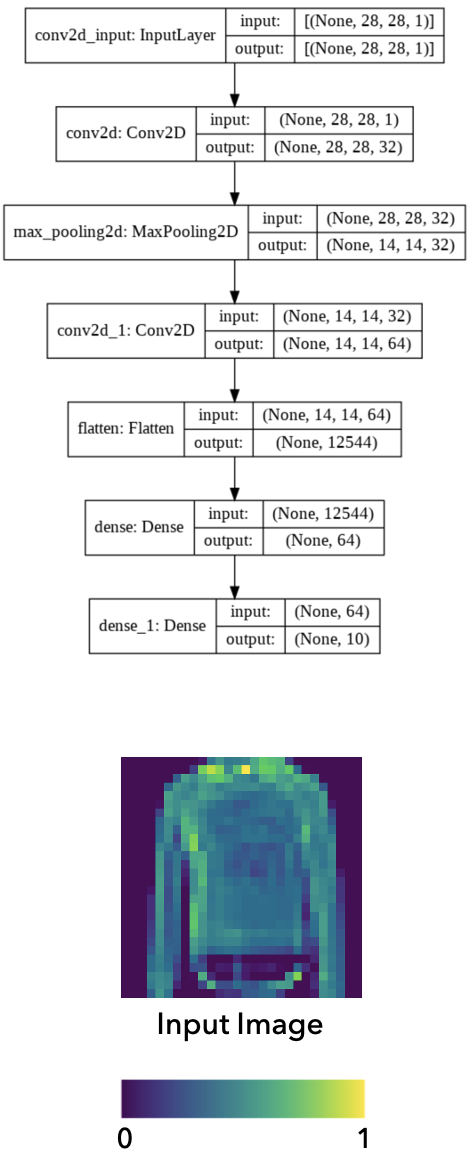 conv2d_input: InputLayer input: [(None, 28, 28, 1)]
output: [(None, 28, 28, 1)]
conv2d: Conv2D input: (None, 28, 28, 1)
output: (None, 28, 28, 32)
max_pooling2d: MaxPooling2D input: (None, 28, 28, 32)
output: (None, 14, 14, 32)
conv2d_1: Conv2D input: (None, 14, 14, 32)
output: (None, 14, 14, 64)
flatten: Flatten input: (None, 14, 14, 64)
output: (None, 12544)
dense: Dense input: (None, 12544)
output: (None, 64)
dense_1: Dense input: (None, 64)
output: (None, 10)
Input Image
0 1